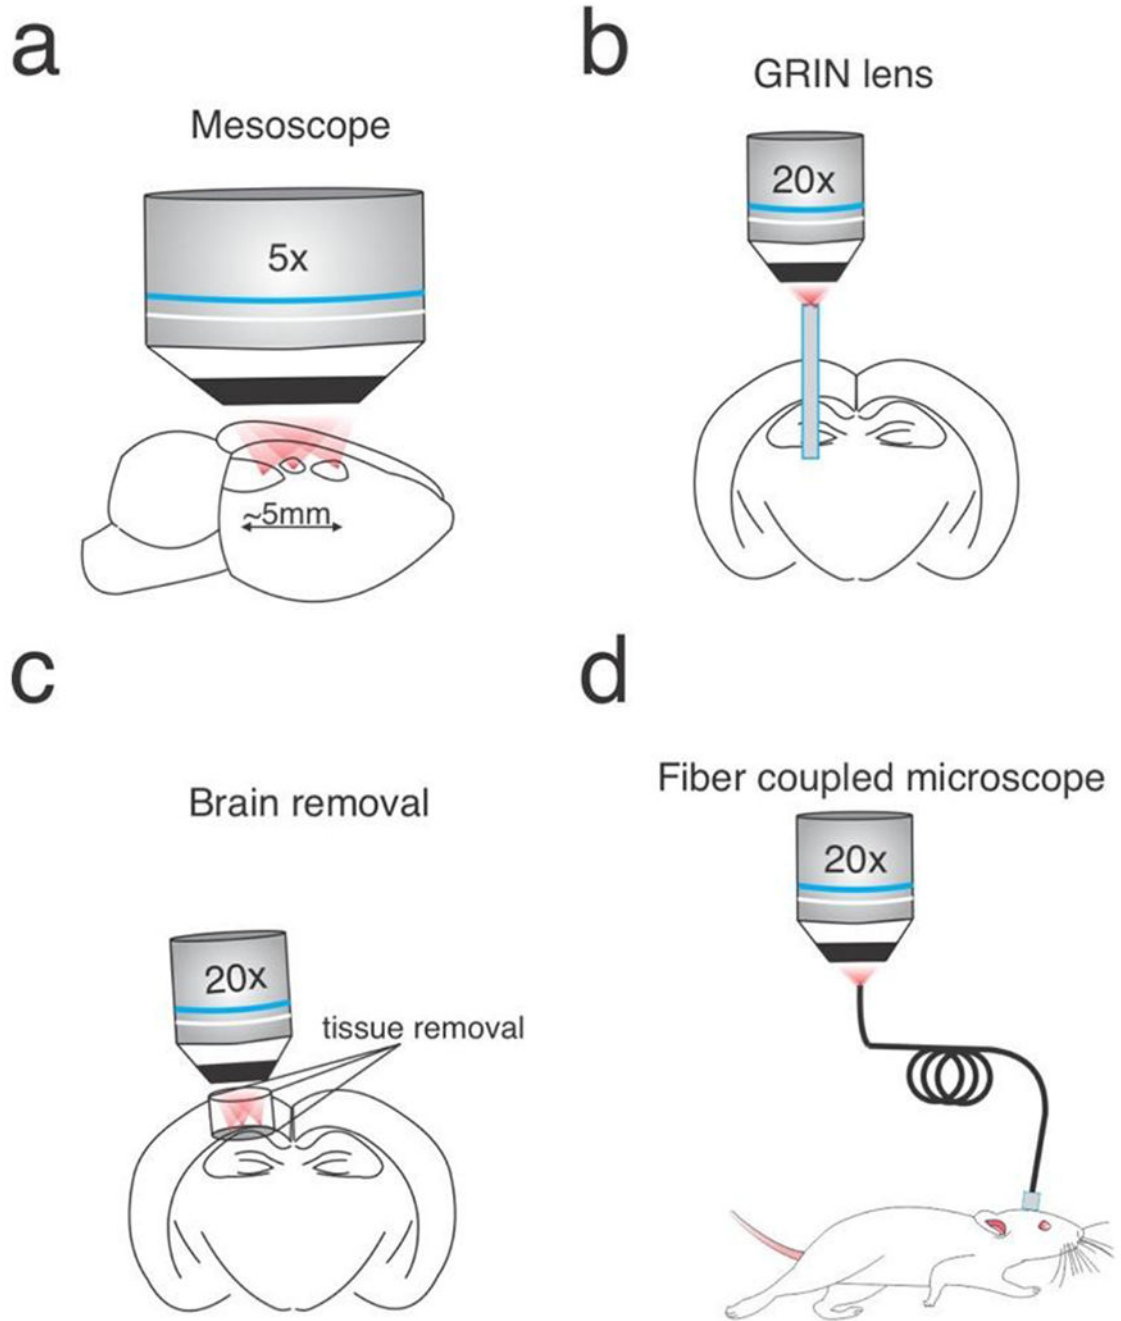 a
Mesoscope
5x
~5mm
b
GRIN lens
20x
c
Brain removal
20x
tissue removal
d
Fiber coupled microscope
20x